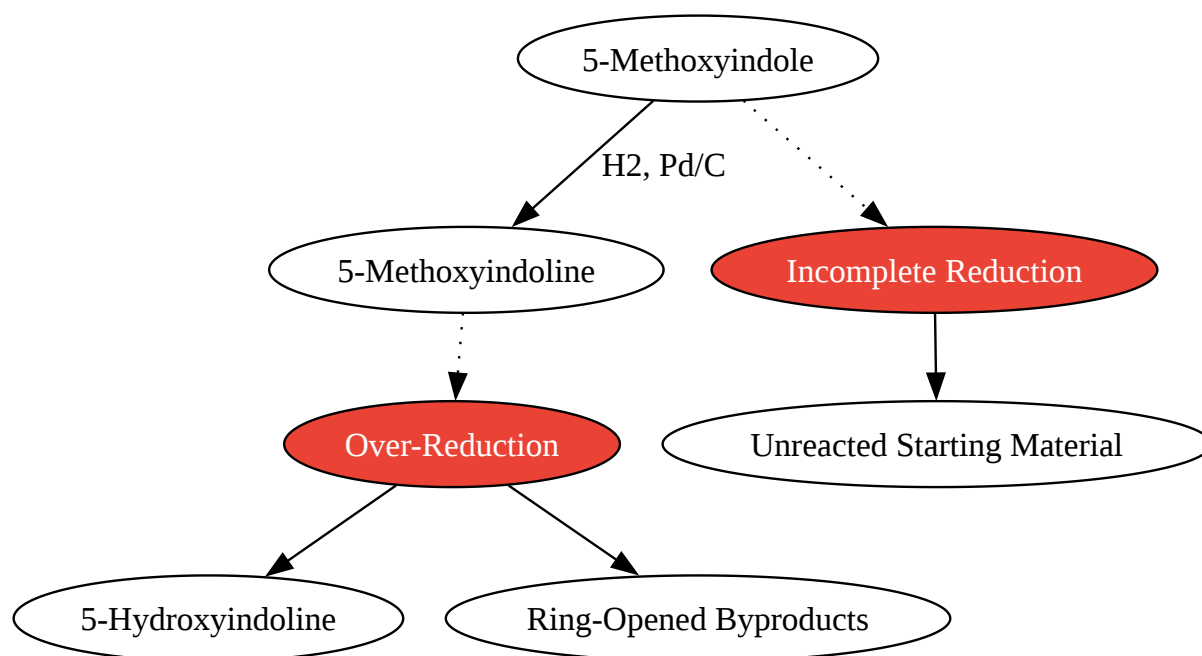 5-Methoxyindole
H2, Pd/C
5-Methoxyindoline
Incomplete Reduction
Over-Reduction
Unreacted Starting Material
5-Hydroxyindoline
Ring-Opened Byproducts